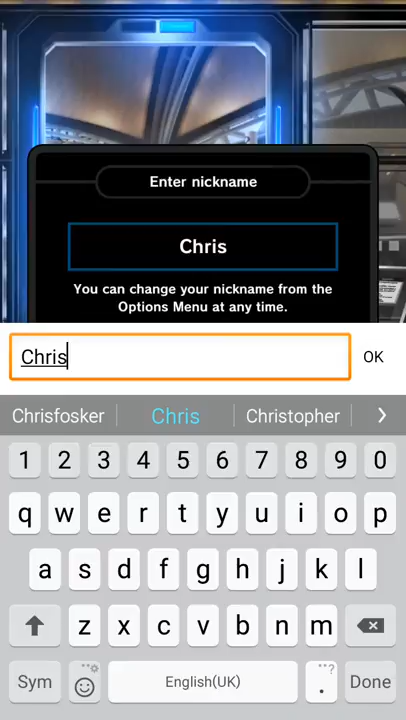 Enter nickname
Chris
You can change your nickname from the
Options Menu at any time.
Chris
OK
Chrisfosker Chris Christopher >
1 2 3 4 5 6 7 8 9 0
q w e r t y u i o p
a s d f g h j k l
z x c v b n m
Sym English(UK) . ...? Done